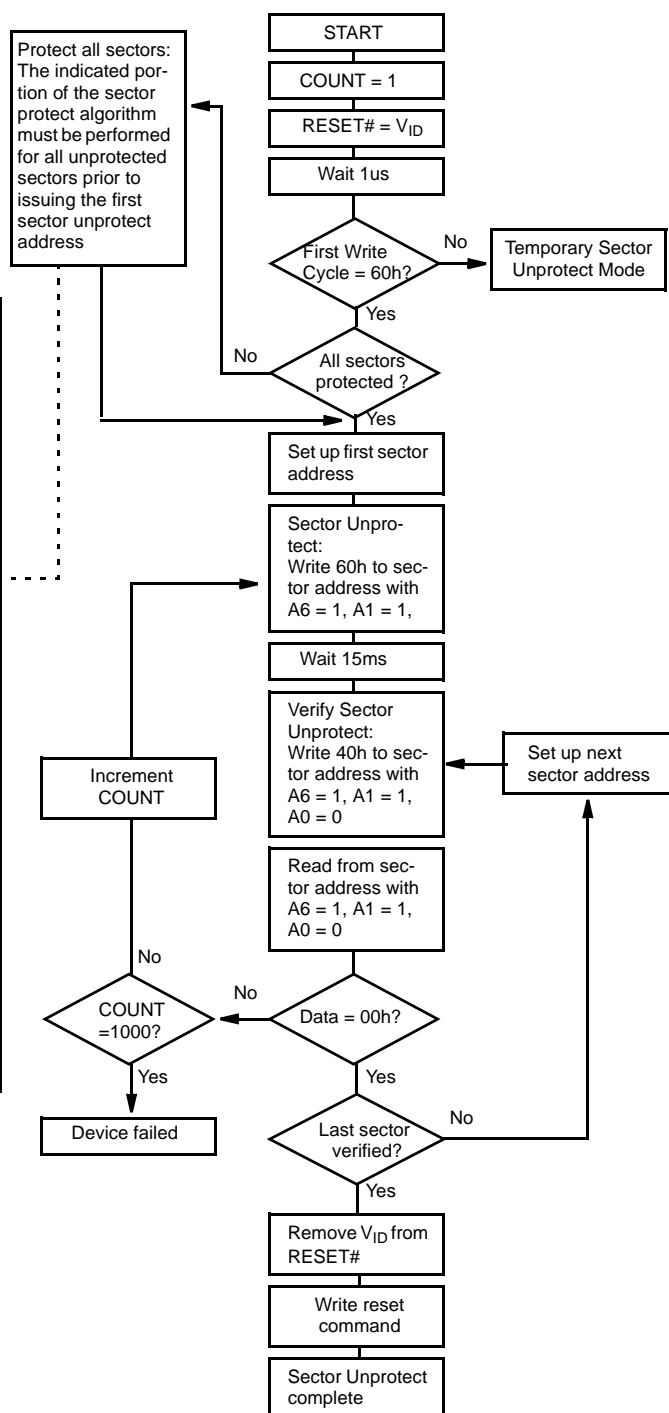 START
COUNT = 1
RESET# = VID
Wait 1us
Protect all sectors:
The indicated por-
tion of the sector
protect algorithm
must be performed
for all unprotected
sectors prior to
issuing the first
sector unprotect
address
First Write
Cycle = 60h?
No
Temporary Sector
Unprotect Mode
Yes
No
All sectors
protected ?
Yes
Set up first sector
address
Sector Unpro-
tect:
Write 60h to sec-
tor address with
A6 = 1, A1 = 1,
Wait 15ms
Verify Sector
Unprotect:
Write 40h to sec-
tor address with
A6 = 1, A1 = 1,
A0 = 0
Set up next
sector address
Increment
COUNT
Read from sec-
tor address with
A6 = 1, A1 = 1,
A0 = 0
No
COUNT
=1000?
No
Data = 00h?
Yes
Yes
Device failed
Last sector
verified?
No
Yes
Remove VID from
RESET#
Write reset
command
Sector Unprotect
complete